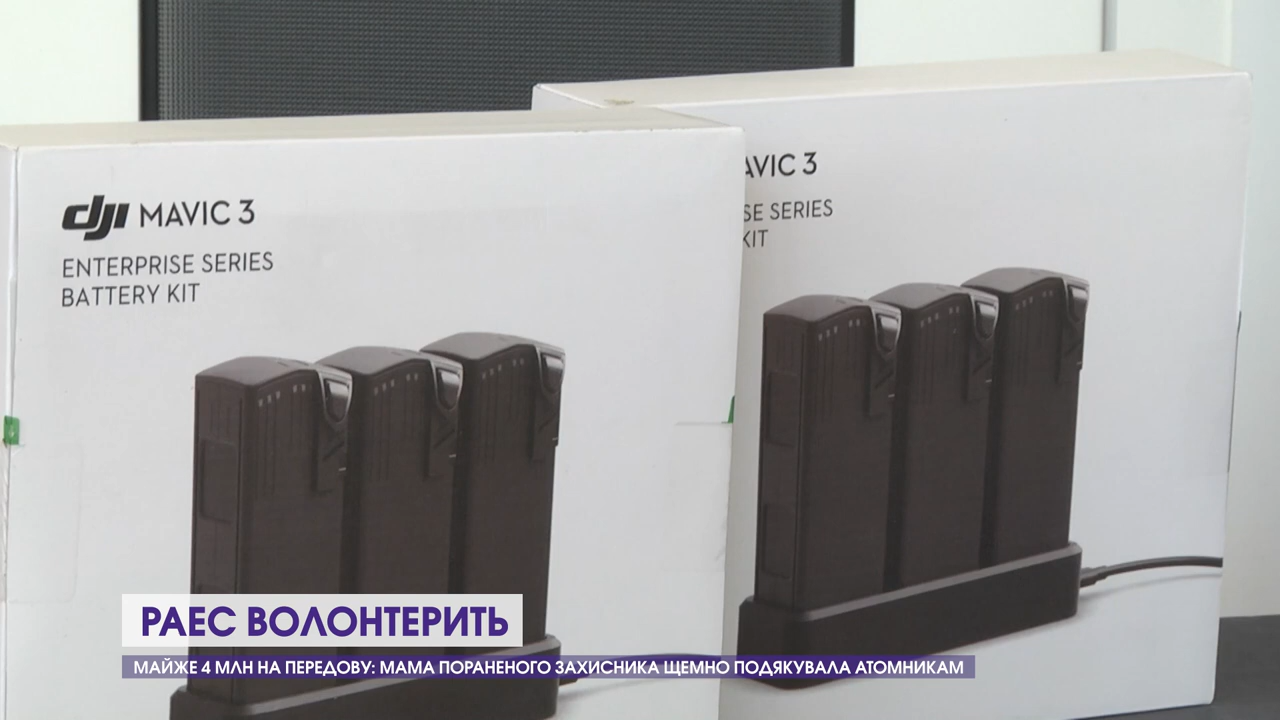 dji MAVIC 3
ENTERPRISE SERIES
BATTERY KIT
AVIC 3
SE SERIES
KIT
РАЕС ВОЛОНТЕРИТЬ
МАЙЖЕ 4 МЛН НА ПЕРЕДОВУ: МАМА ПОРАНЕНОГО ЗАХИСНИКА ЩЕМНО ПОДЯКУВАЛА АТОМНИКАМ